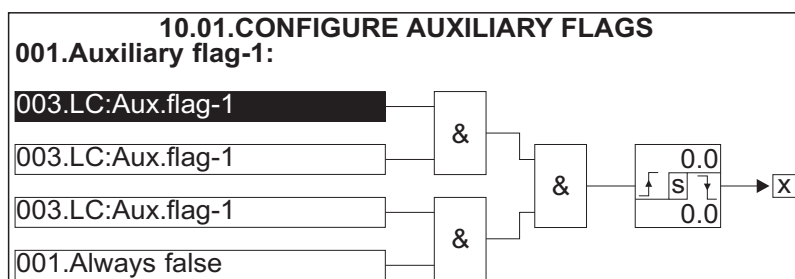 10.01.CONFIGURE AUXILIARY FLAGS
001.Auxiliary flag-1:
003.LC:Aux.flag-1
&
003.LC:Aux.flag-1
0.0
& S X
003.LC:Aux.flag-1
0.0
&
001.Always false